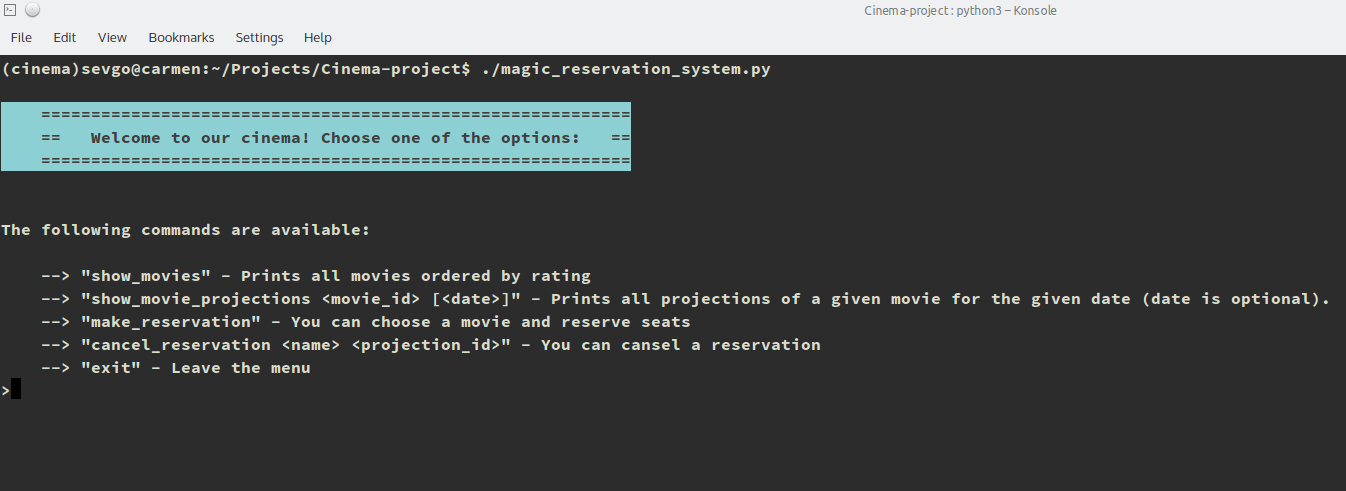 Cinema-project : python3 – Konsole
File Edit View Bookmarks Settings Help
(cinema)sevgo@carmen:~/Projects/Cinema-project$ ./magic_reservation_system.py
===========================================================
==   Welcome to our cinema! Choose one of the options:   ==
===========================================================
The following commands are available:
--> "show_movies" - Prints all movies ordered by rating
--> "show_movie_projections <movie_id> [<date>]" - Prints all projections of a given movie for the given date (date is optional).
--> "make_reservation" - You can choose a movie and reserve seats
--> "cancel_reservation <name> <projection_id>" - You can cansel a reservation
--> "exit" - Leave the menu
>